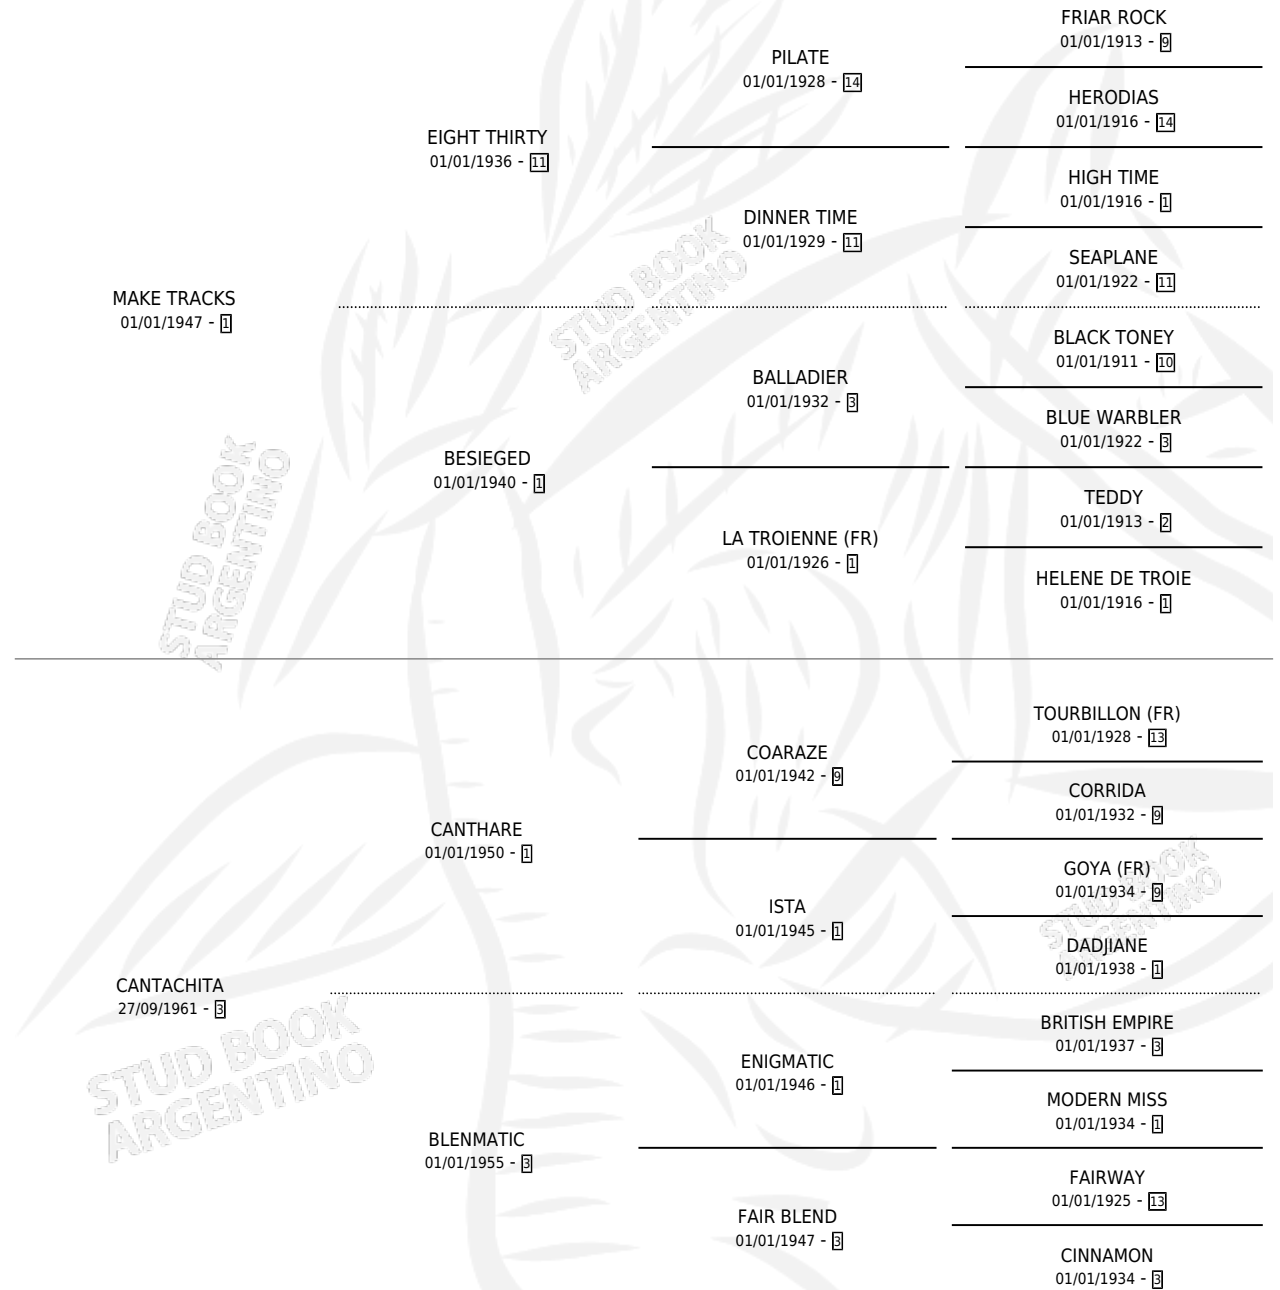 FRIAR ROCK
01/01/1913 - 9
PILATE
01/01/1928 - 14
HERODIAS
01/01/1916 - 14
EIGHT THIRTY
01/01/1936 - 11
HIGH TIME
01/01/1916 - 1
DINNER TIME
01/01/1929 - 11
SEAPLANE
01/01/1922 - 11
MAKE TRACKS
01/01/1947 - 1
BLACK TONEY
01/01/1911 - 10
BALLADIER
01/01/1932 - 3
BLUE WARBLER
01/01/1922 - 3
BESIEGED
01/01/1940 - 1
TEDDY
01/01/1913 - 2
LA TROIENNE (FR)
01/01/1926 - 1
HELENE DE TROIE
01/01/1916 - 1
TOURBILLON (FR)
01/01/1928 - 13
COARAZE
01/01/1942 - 9
CORRIDA
01/01/1932 - 9
CANTHARE
01/01/1950 - 1
GOYA (FR)
01/01/1934 - 9
ISTA
01/01/1945 - 1
DADJIANE
01/01/1938 - 1
CANTACHITA
27/09/1961 - 3
BRITISH EMPIRE
01/01/1937 - 3
ENIGMATIC
01/01/1946 - 1
MODERN MISS
01/01/1934 - 1
BLENMATIC
01/01/1955 - 3
FAIRWAY
01/01/1925 - 13
FAIR BLEND
01/01/1947 - 3
CINNAMON
01/01/1934 - 3
STUD BOOK
ARGENTINO
STUD BOOK
ARGENTINO
STUD BOOK
ARGENTINO
STUD BOOK
ARGENTINO